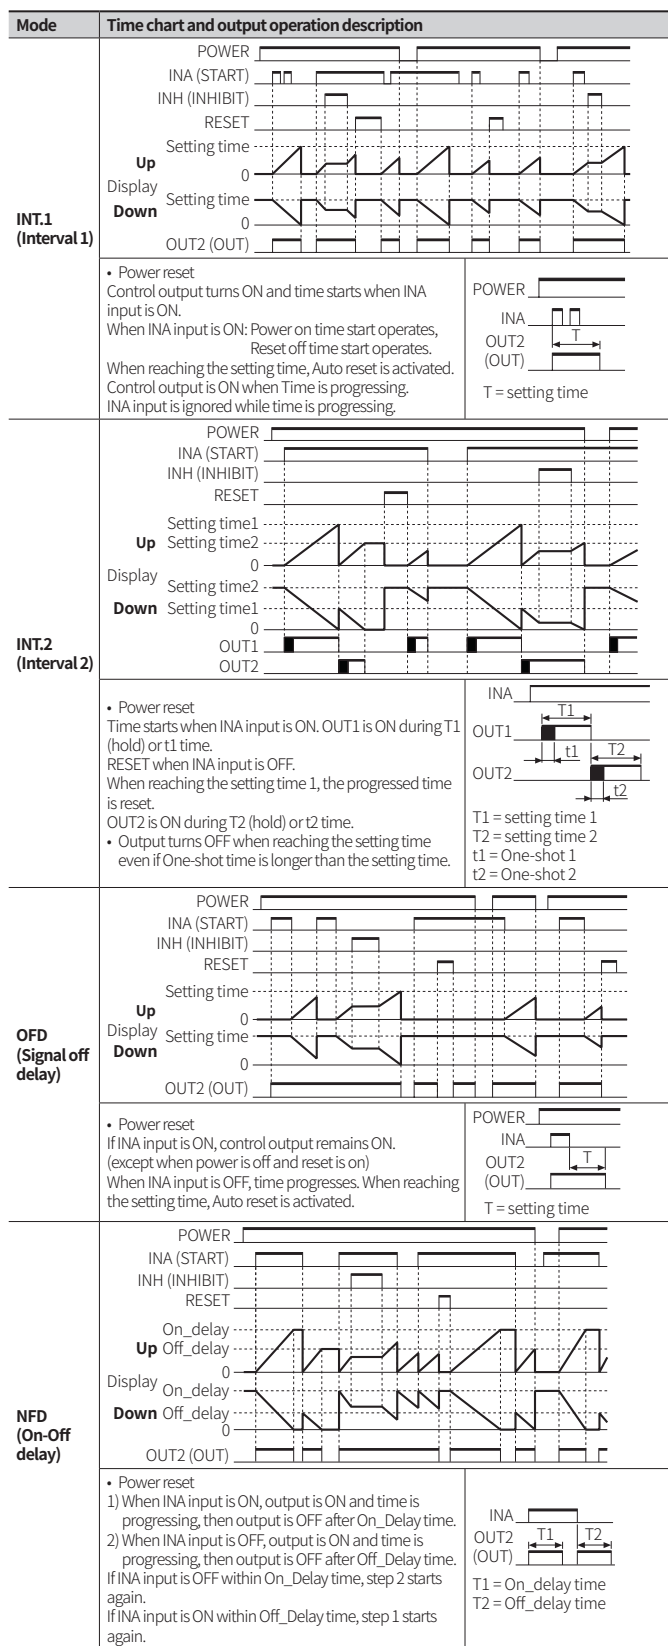 Mode Time chart and output operation description
INT.1
(Interval 1)
POWER
INA (START)
INH (INHIBIT)
RESET
Setting time
Up
0
Display
Setting time
Down
0
OUT2 (OUT)
• Power reset
Control output turns ON and time starts when INA
input is ON.
When INA input is ON: Power on time start operates,
Reset off time start operates.
When reaching the setting time, Auto reset is activated.
Control output is ON when Time is progressing.
INA input is ignored while time is progressing.
POWER
INA
T
OUT2
(OUT)
T = setting time
INT.2
(Interval 2)
POWER
INA (START)
INH (INHIBIT)
RESET
Setting time1
Up Setting time2
0
Display
Setting time2
Down Setting time1
0
OUT1
OUT2
• Power reset
Time starts when INA input is ON. OUT1 is ON during T1
(hold) or t1 time.
RESET when INA input is OFF.
When reaching the setting time 1, the progressed time
is reset.
OUT2 is ON during T2 (hold) or t2 time.
• Output turns OFF when reaching the setting time
even if One-shot time is longer than the setting time.
INA
T1
OUT1
t1 T2
OUT2
t2
T1 = setting time 1
T2 = setting time 2
t1 = One-shot 1
t2 = One-shot 2
OFD
(Signal off
delay)
POWER
INA (START)
INH (INHIBIT)
RESET
Setting time
Up
0
Display
Setting time
Down
0
OUT2 (OUT)
• Power reset
If INA input is ON, control output remains ON.
(except when power is off and reset is on)
When INA input is OFF, time progresses. When reaching
the setting time, Auto reset is activated.
POWER
INA
T
OUT2
(OUT)
T = setting time
NFD
(On-Off
delay)
POWER
INA (START)
INH (INHIBIT)
RESET
On_delay
Up Off_delay
0
Display
On_delay
Down Off_delay
0
OUT2 (OUT)
• Power reset
1) When INA input is ON, output is ON and time is
progressing, then output is OFF after On_Delay time.
2) When INA input is OFF, output is ON and time is
progressing, then output is OFF after Off_Delay time.
If INA input is OFF within On_Delay time, step 2 starts
again.
If INA input is ON within Off_Delay time, step 1 starts
again.
INA
OUT2 T1 T2
(OUT)
T1 = On_delay time
T2 = Off_delay time